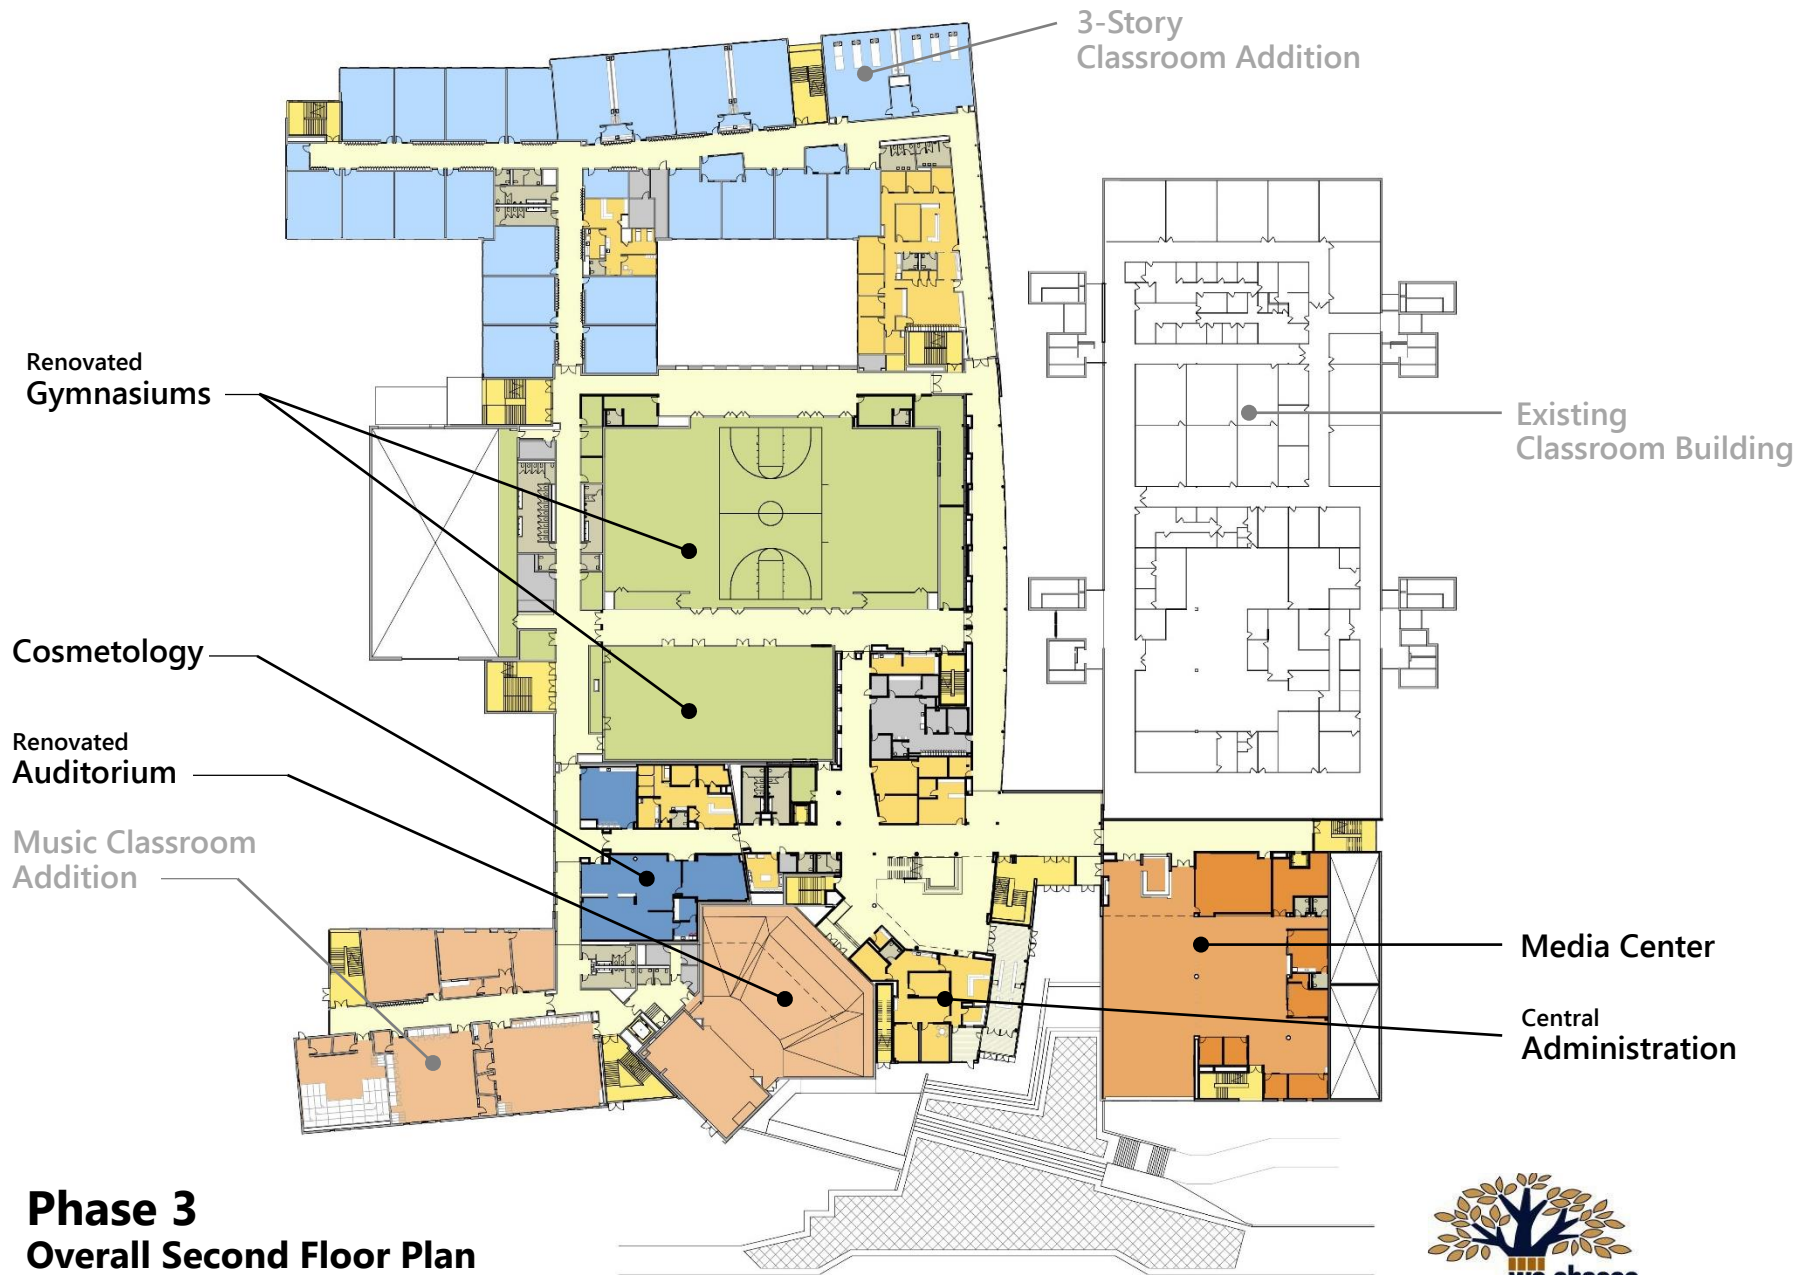 3-Story
Classroom Addition
Renovated
Gymnasiums
Existing
Classroom Building
Cosmetology
Renovated
Auditorium
Music Classroom
Addition
Media Center
Central
Administration
Phase 3
Overall Second Floor Plan